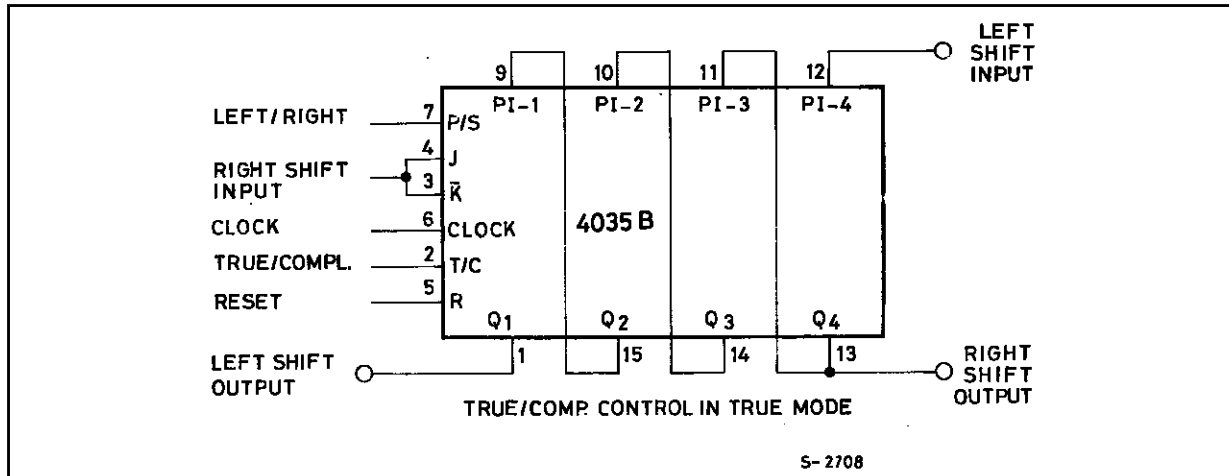 LEFT
SHIFT
INPUT
9 10 11 12
PI-1 PI-2 PI-3 PI-4
LEFT/RIGHT 7 P/S
4 J
RIGHT SHIFT
INPUT
3 K̅
6
CLOCK CLOCK
4035 B
TRUE/COMPL. 2 T/C
RESET 5 R
Q1 Q2 Q3 Q4
1 15 14 13
LEFT SHIFT
OUTPUT
RIGHT
SHIFT
OUTPUT
TRUE/COMP. CONTROL IN TRUE MODE
S-2708